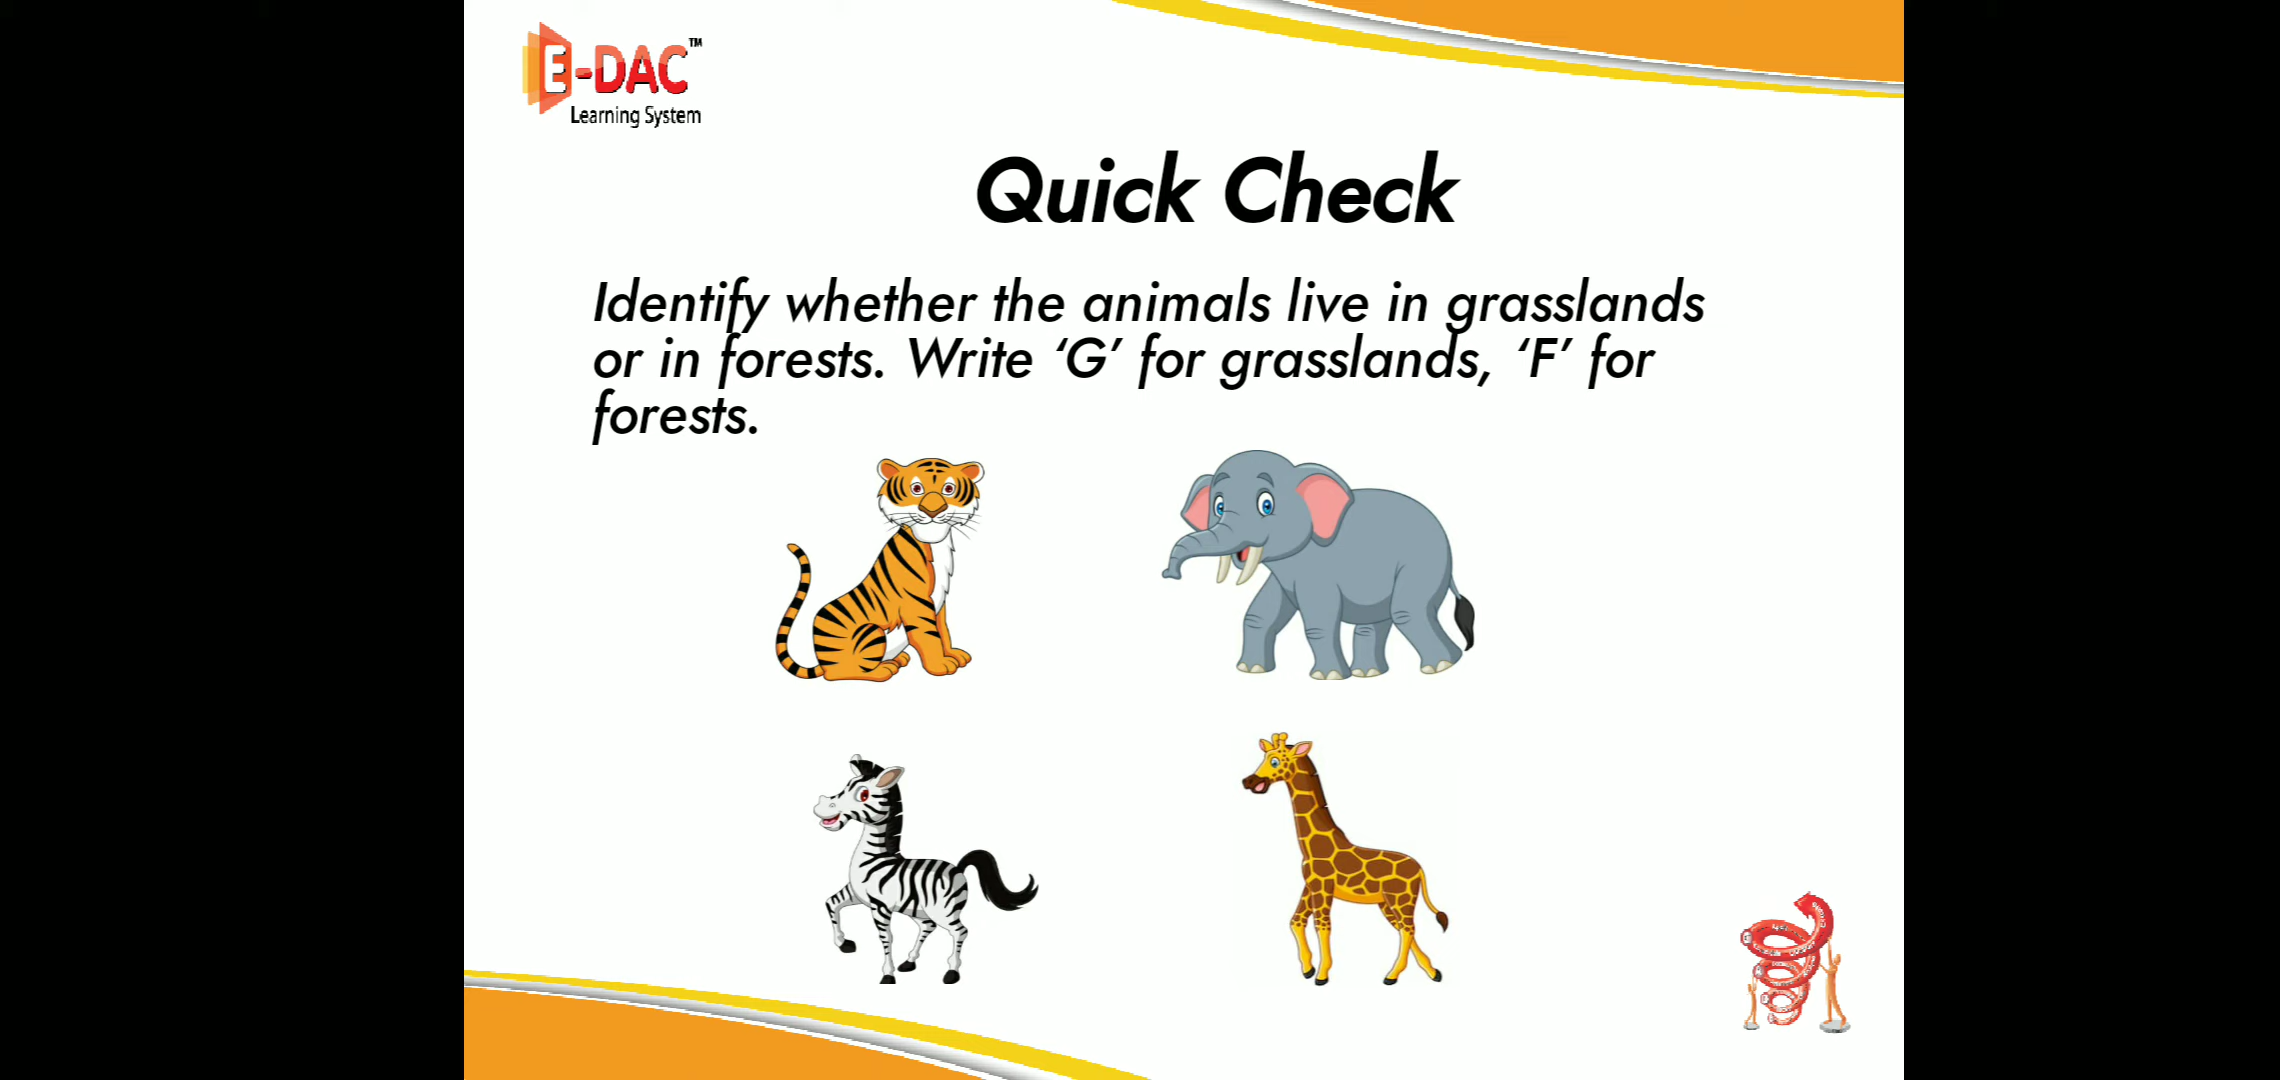 E-DAC™
Learning System
Quick Check
Identify whether the animals live in grasslands
or in forests. Write ‘G’ for grasslands, ‘F’ for
forests.